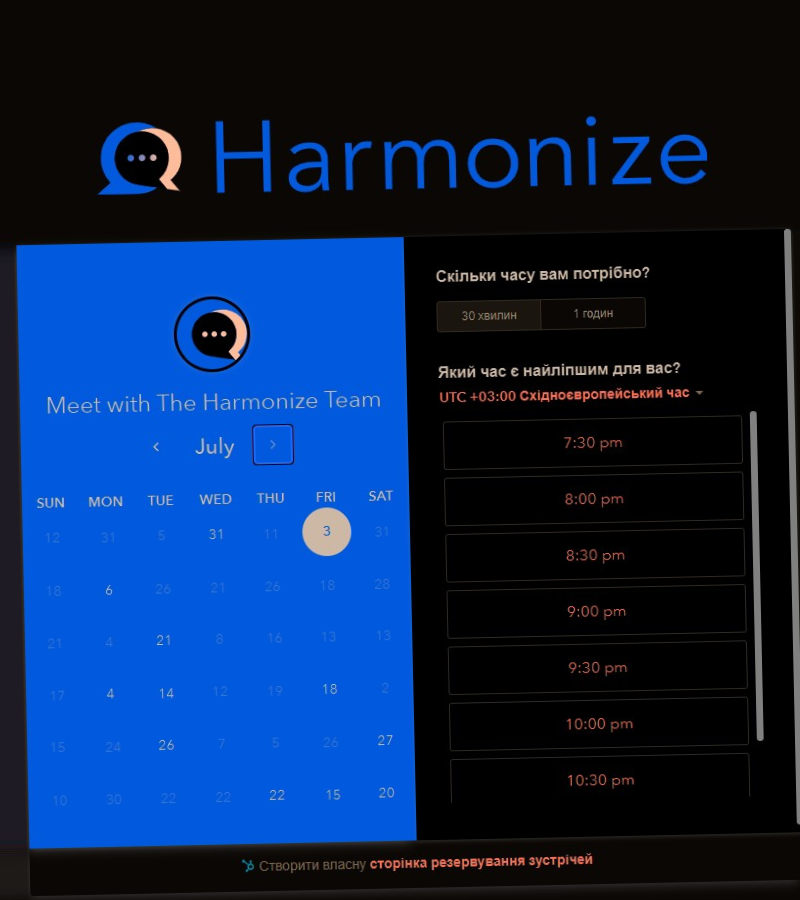 Harmonize
Meet with The Harmonize Team
July
SUN MON TUE WED THU FRI SAT
12 31 5 31 11 3 31
18 6 26 21 26 18 28
21 4 21 8 16 13 13
17 4 14 12 19 18 2
15 24 26 7 5 26 27
10 30 22 22 22 15 20
Скільки часу вам потрібно?
30 хвилин 1 годин
Який час є найліпшим для вас?
UTC +03:00 Східноєвропейський час
7:30 pm
8:00 pm
8:30 pm
9:00 pm
9:30 pm
10:00 pm
10:30 pm
Створити власну сторінка резервування зустрічей